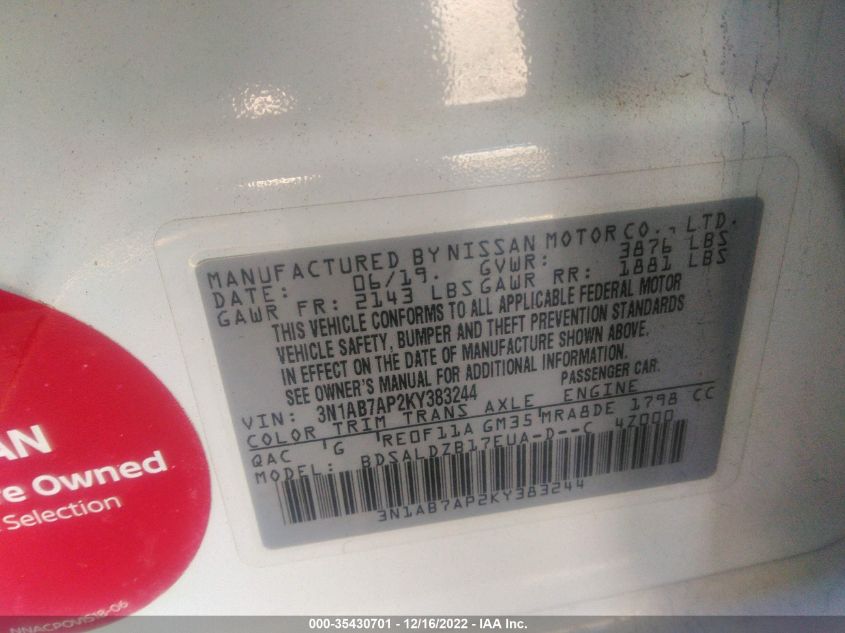 MANUFACTURED BY NISSAN MOTOR CO., LTD.
DATE: 06/19. GVWR: 3876 LBS
GAWR FR: 2143 LBS GAWR RR: 1881 LBS
THIS VEHICLE CONFORMS TO ALL APPLICABLE FEDERAL MOTOR
VEHICLE SAFETY, BUMPER AND THEFT PREVENTION STANDARDS
IN EFFECT ON THE DATE OF MANUFACTURE SHOWN ABOVE.
SEE OWNER'S MANUAL FOR ADDITIONAL INFORMATION.
VIN: 3N1AB7AP2KY383244 PASSENGER CAR.
COLOR TRIM TRANS AXLE ENGINE
QAC G RE0F11A GM35 MRA8DE 1798 CC
MODEL: BDSALDZB17EUA-D--C 4Z000
3N1AB7AP2KY383244
AN
e Owned
Selection
NNACPOV1518-06
000-35430701 - 12/16/2022 - IAA Inc.